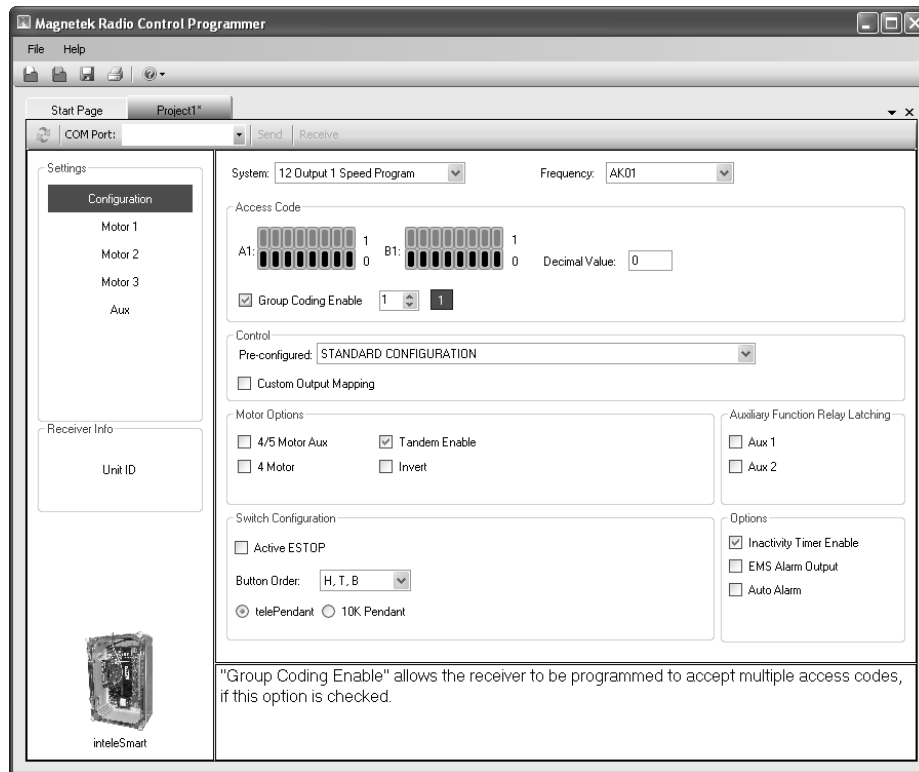 Magnetek Radio Control Programmer
File Help
Start Page Project1*
COM Port: Send Receive
Settings
Configuration
Motor 1
Motor 2
Motor 3
Aux
Receiver Info
Unit ID
inteleSmart
System: 12 Output 1 Speed Program Frequency: AK01
Access Code
A1: 1 0 B1: 1 0 Decimal Value: 0
Group Coding Enable 1 1
Control
Pre-configured: STANDARD CONFIGURATION
Custom Output Mapping
Motor Options
4/5 Motor Aux Tandem Enable
4 Motor Invert
Auxiliary Function Relay Latching
Aux 1
Aux 2
Switch Configuration
Active ESTOP
Button Order: H, T, B
telePendant 10K Pendant
Options
Inactivity Timer Enable
EMS Alarm Output
Auto Alarm
"Group Coding Enable" allows the receiver to be programmed to accept multiple access codes,
if this option is checked.